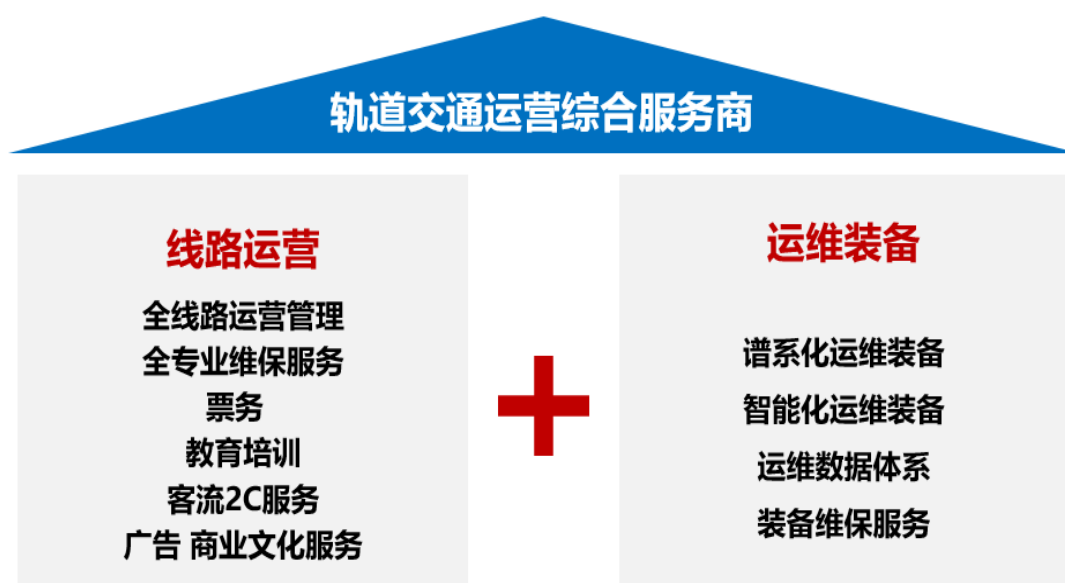 轨道交通运营综合服务商
线路运营
全线路运营管理
全专业维保服务
票务
教育培训
客流2C服务
广告 商业文化服务
+
运维装备
谱系化运维装备
智能化运维装备
运维数据体系
装备维保服务